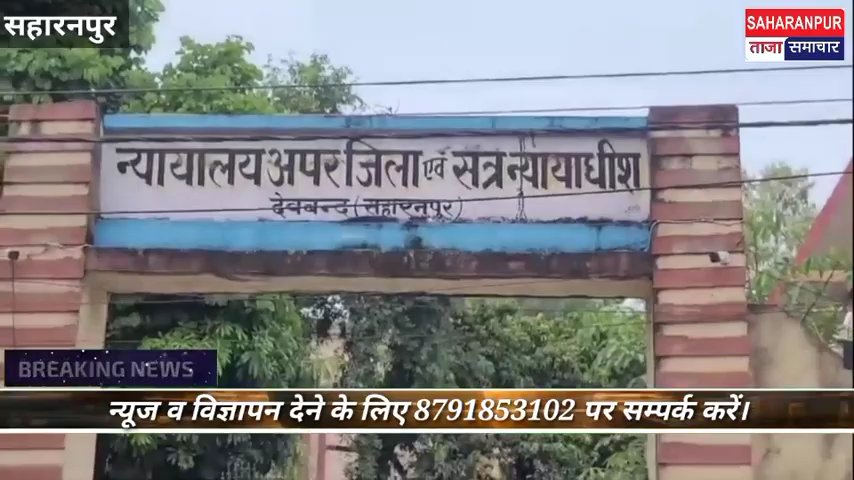 सहारनपुर
SAHARANPUR
ताजा समाचार
न्यायालय अपर जिला एवं सत्र न्यायाधीश
देवबन्द (सहारनपुर)
BREAKING NEWS
न्यूज व विज्ञापन देने के लिए 8791853102 पर सम्पर्क करें।